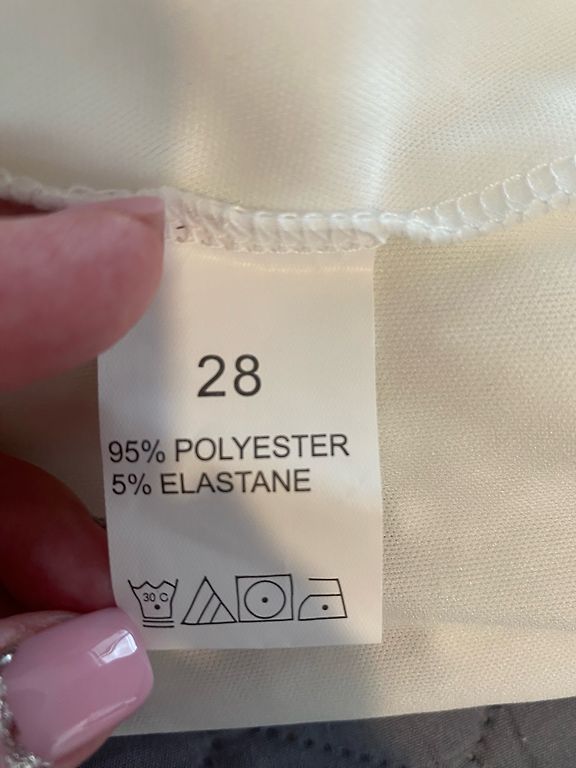 28
95% POLYESTER
5% ELASTANE
30 C